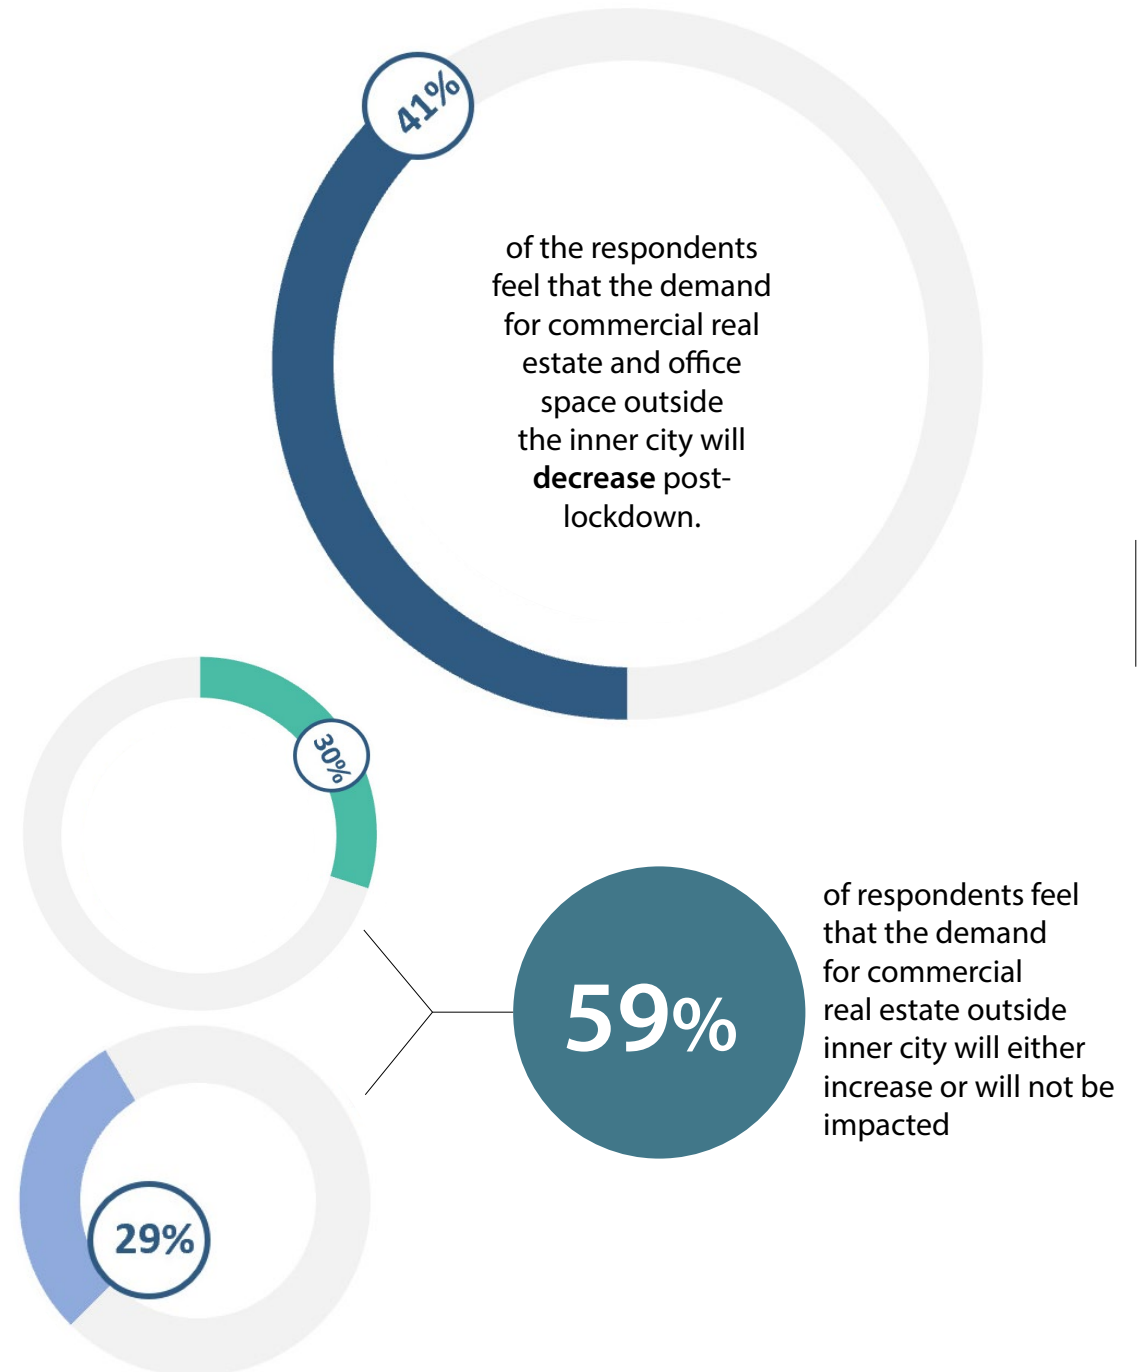 41%
of the respondents
feel that the demand
for commercial real
estate and office
space outside
the inner city will
decrease post-
lockdown.
30%
59%
of respondents feel
that the demand
for commercial
real estate outside
inner city will either
increase or will not be
impacted
29%